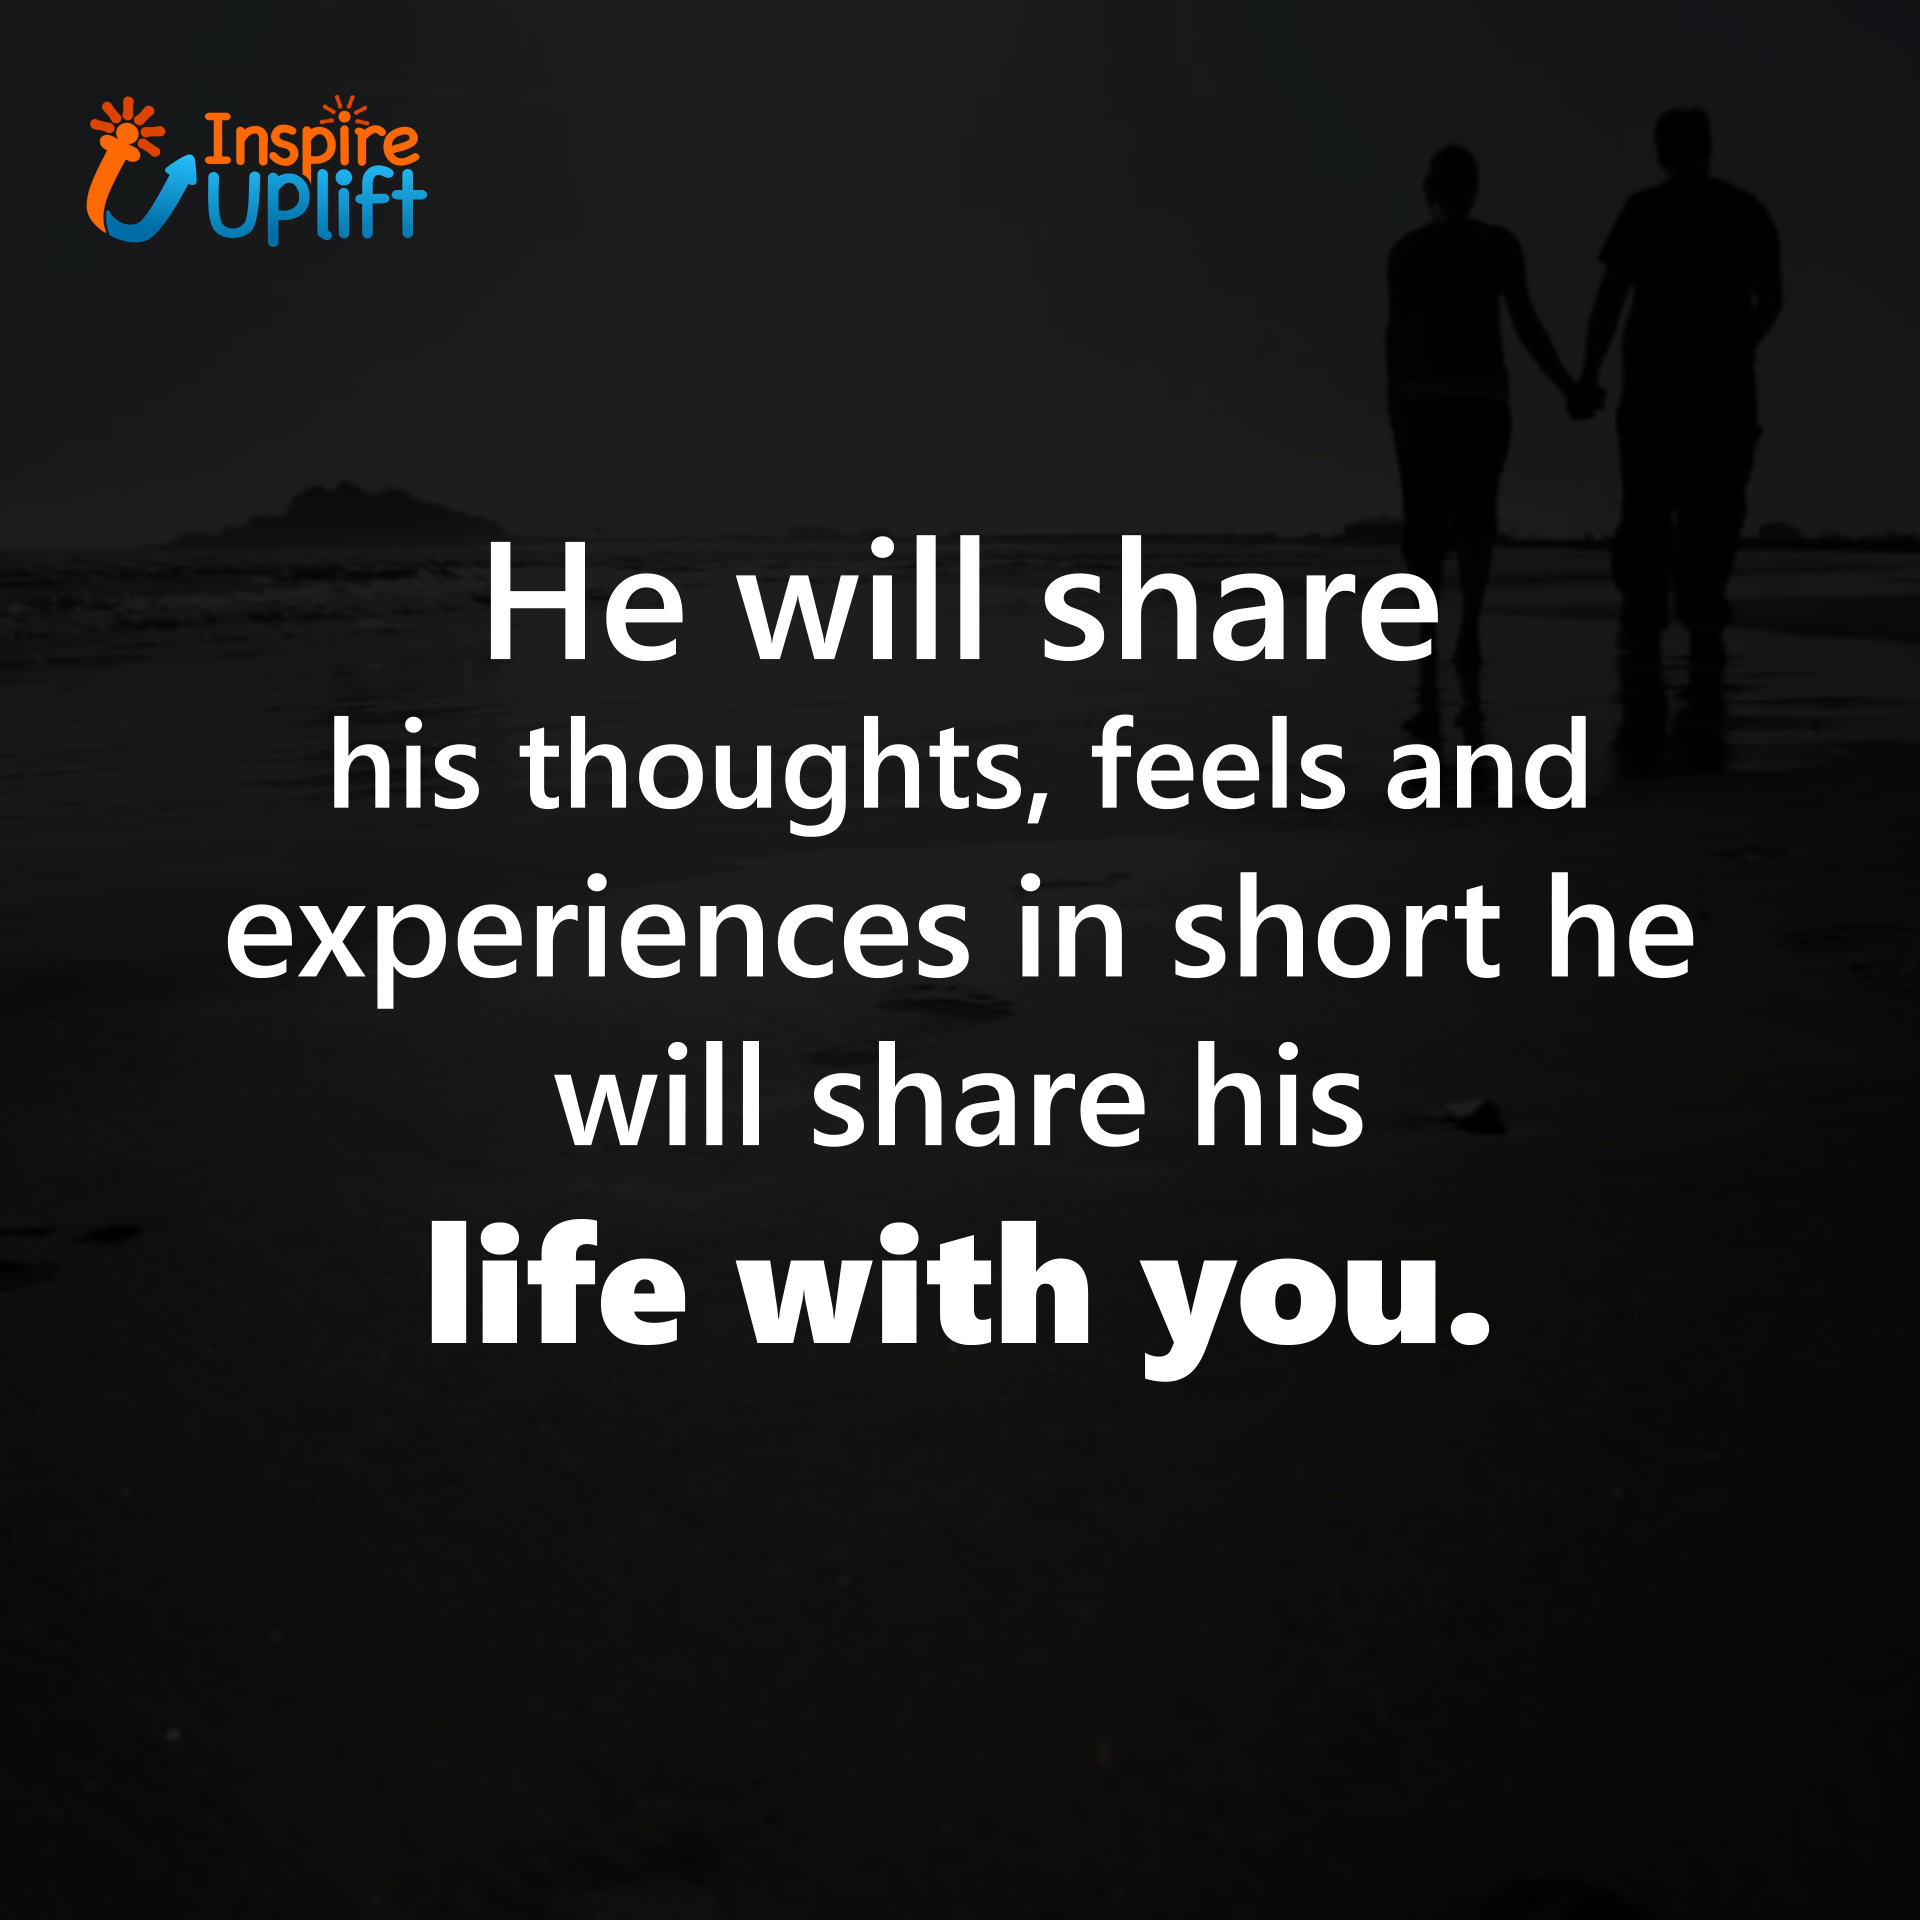 Inspire
Uplift
He will share
his thoughts, feels and
experiences in short he
will share his
life with you.